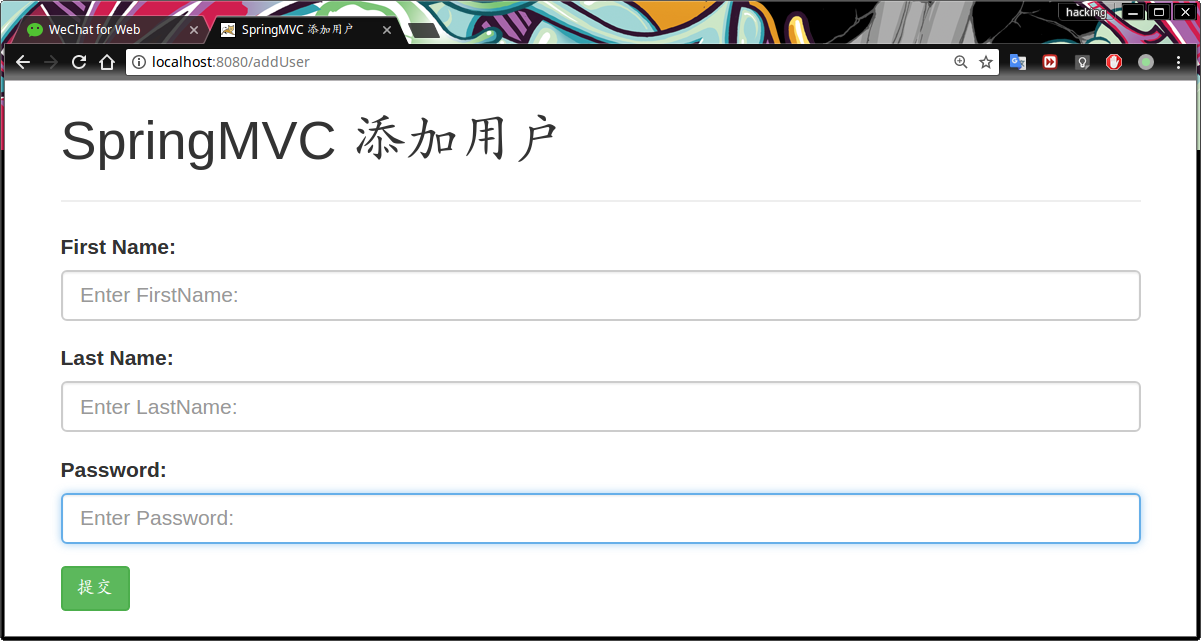 hacking
WeChat for Web
SpringMVC 添加用户
localhost:8080/addUser
SpringMVC 添加用户
First Name:
Enter FirstName:
Last Name:
Enter LastName:
Password:
Enter Password:
提交